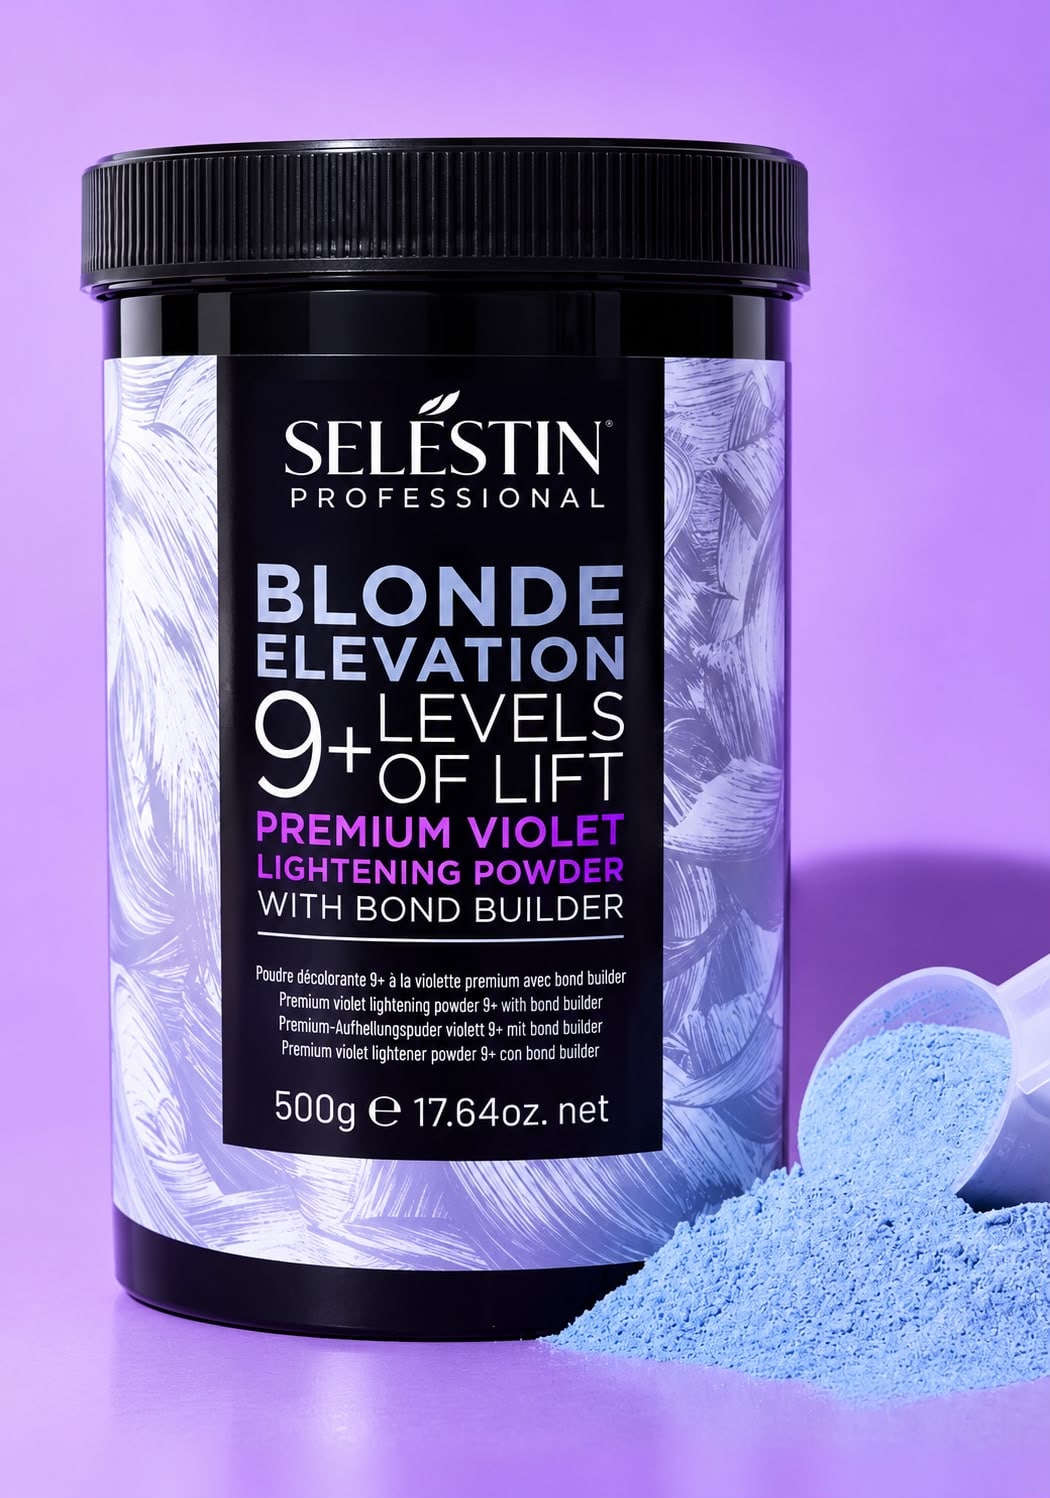 SELÉSTIN®
PROFESSIONAL
BLONDE
ELEVATION
9+ LEVELS
OF LIFT
PREMIUM VIOLET
LIGHTENING POWDER
WITH BOND BUILDER
Poudre décolorante 9+ à la violette premium avec bond builder
Premium violet lightening powder 9+ with bond builder
Premium-Aufhellungspuder violett 9+ mit bond builder
Premium violet lightener powder 9+ con bond builder
500g ℮ 17.64oz. net